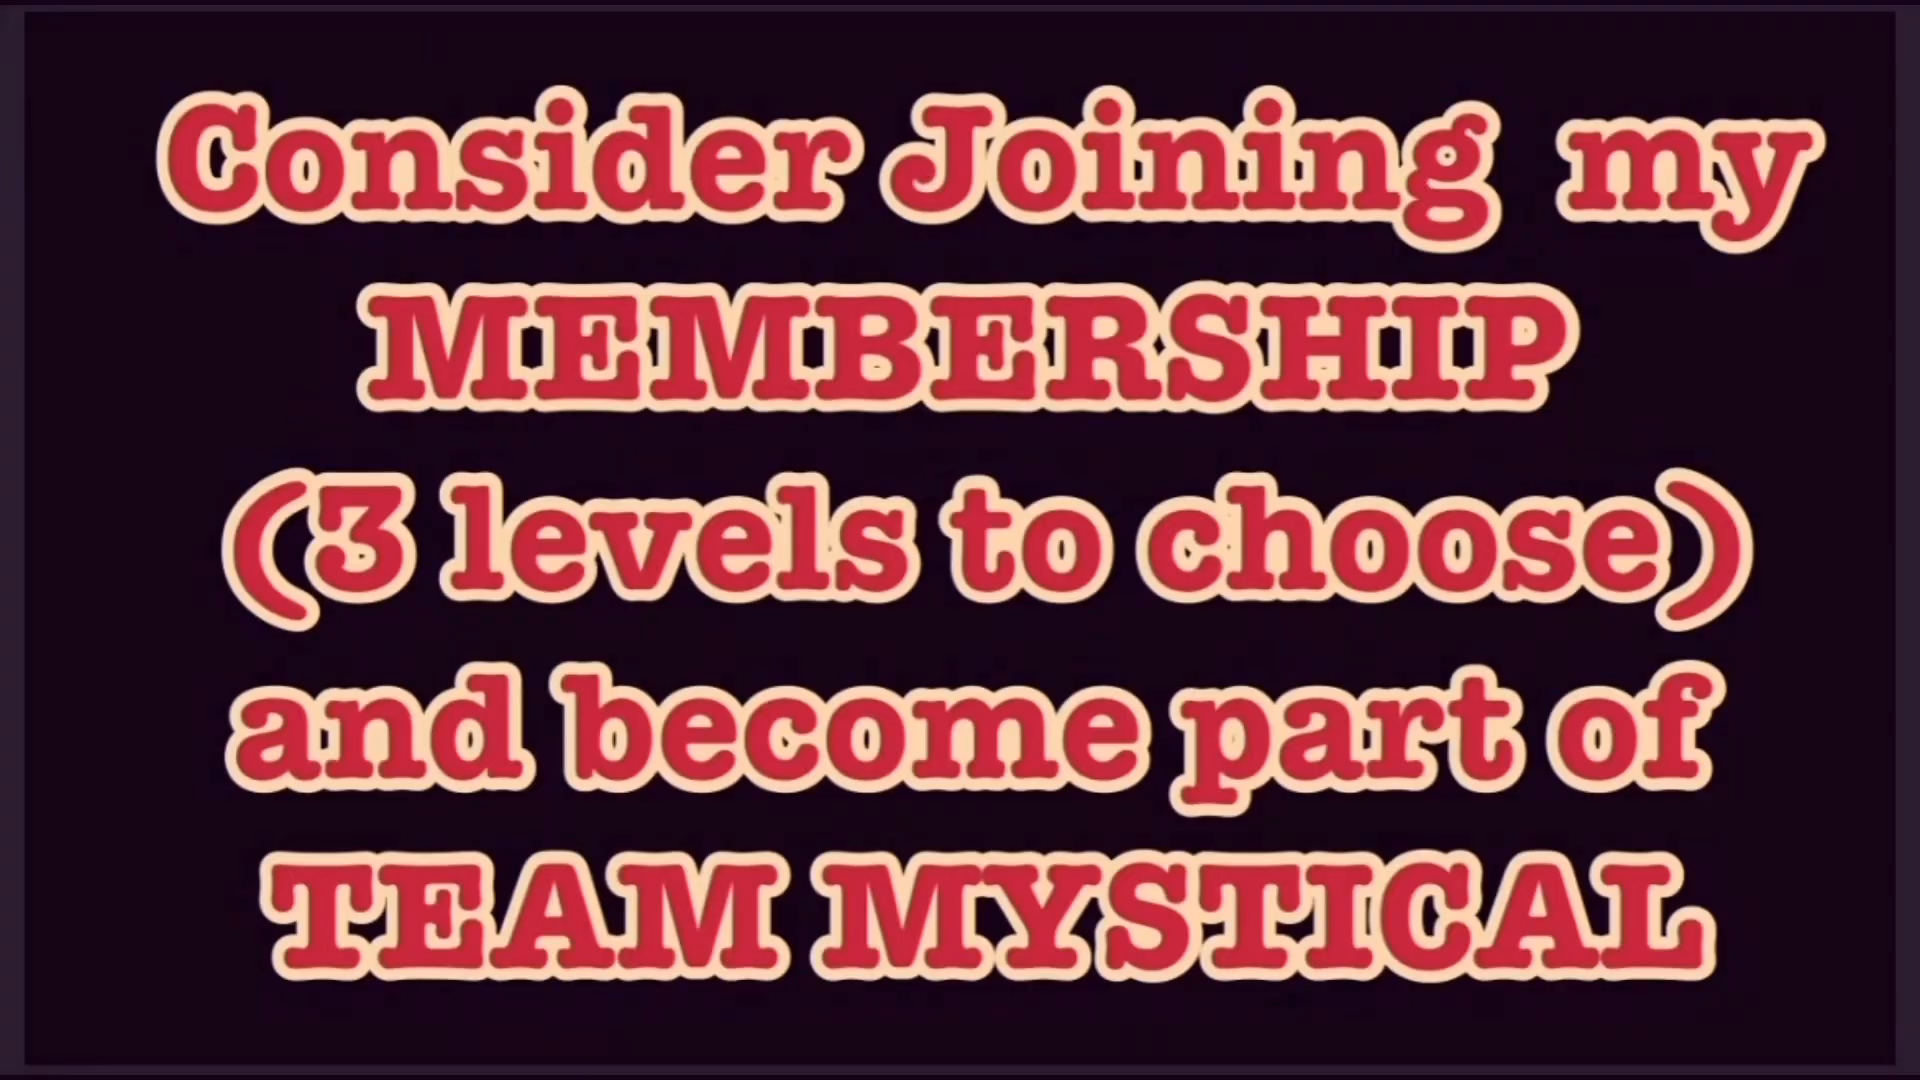 Consider Joining my
MEMBERSHIP
(3 levels to choose)
and become part of
TEAM MYSTICAL